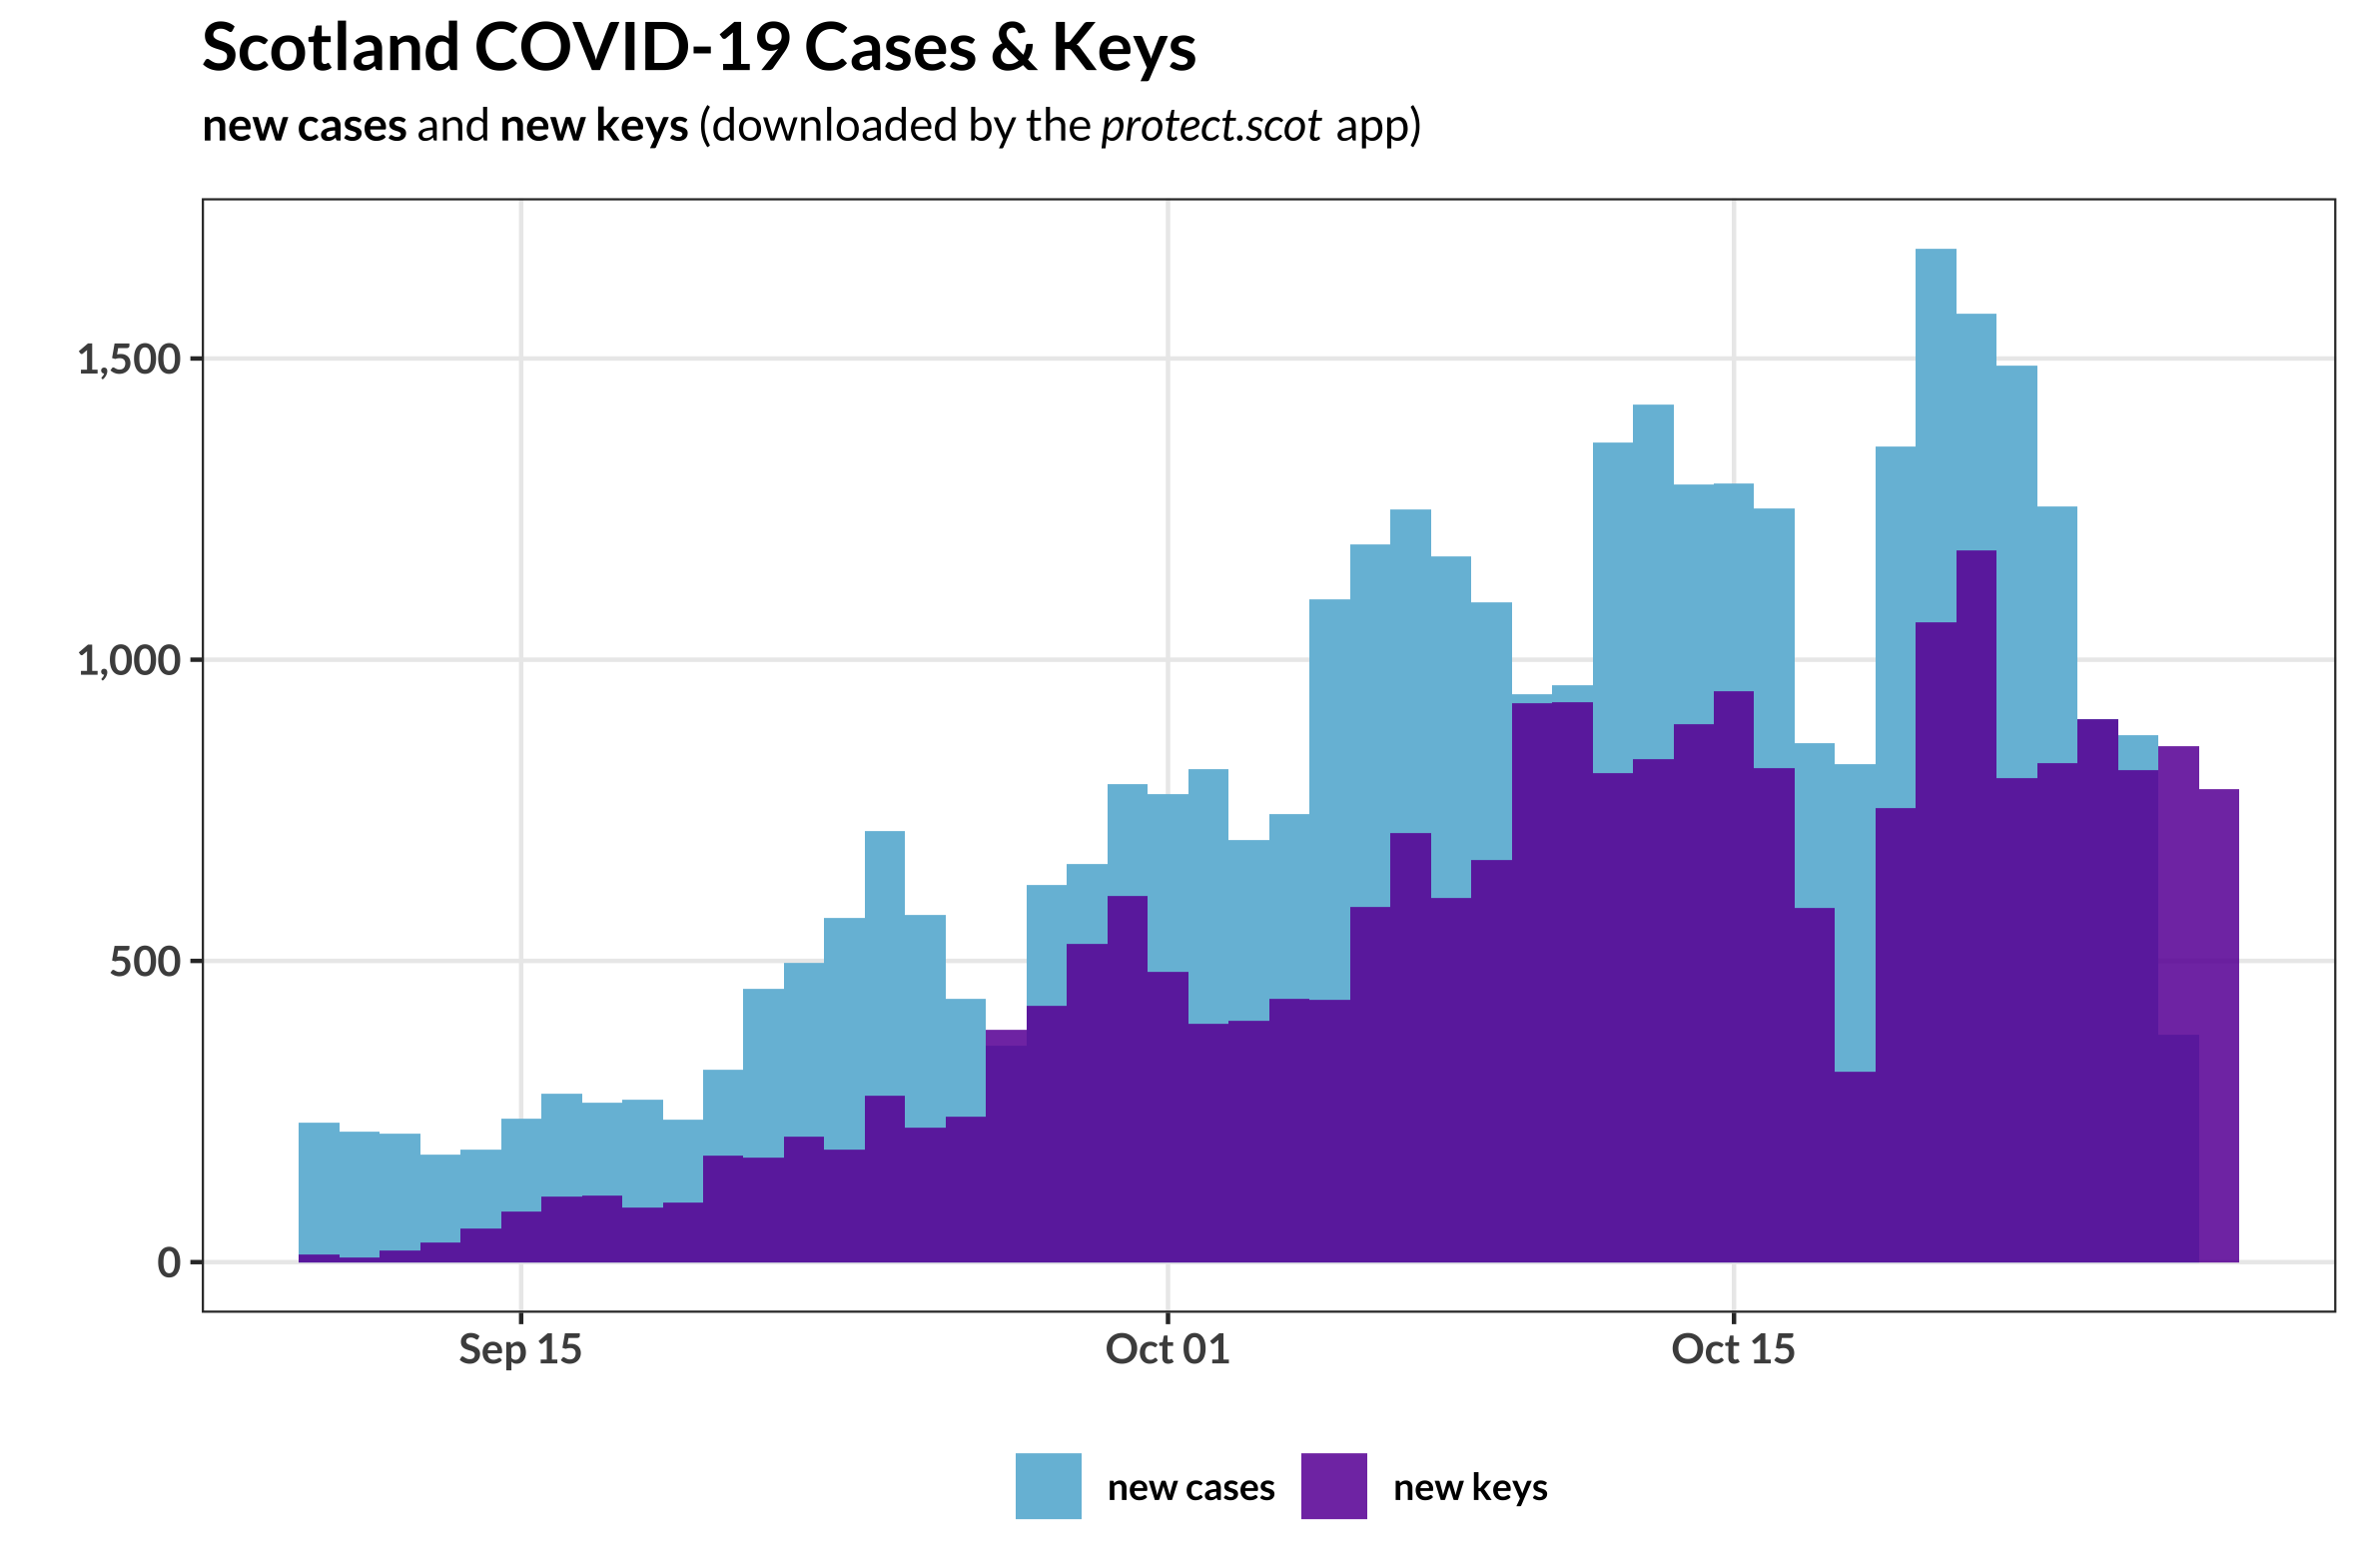 Scotland COVID-19 Cases & Keys
new cases and new keys (downloaded by the protect.scot app)
1,500
1,000
500
0
Sep 15 Oct 01 Oct 15
new cases new keys